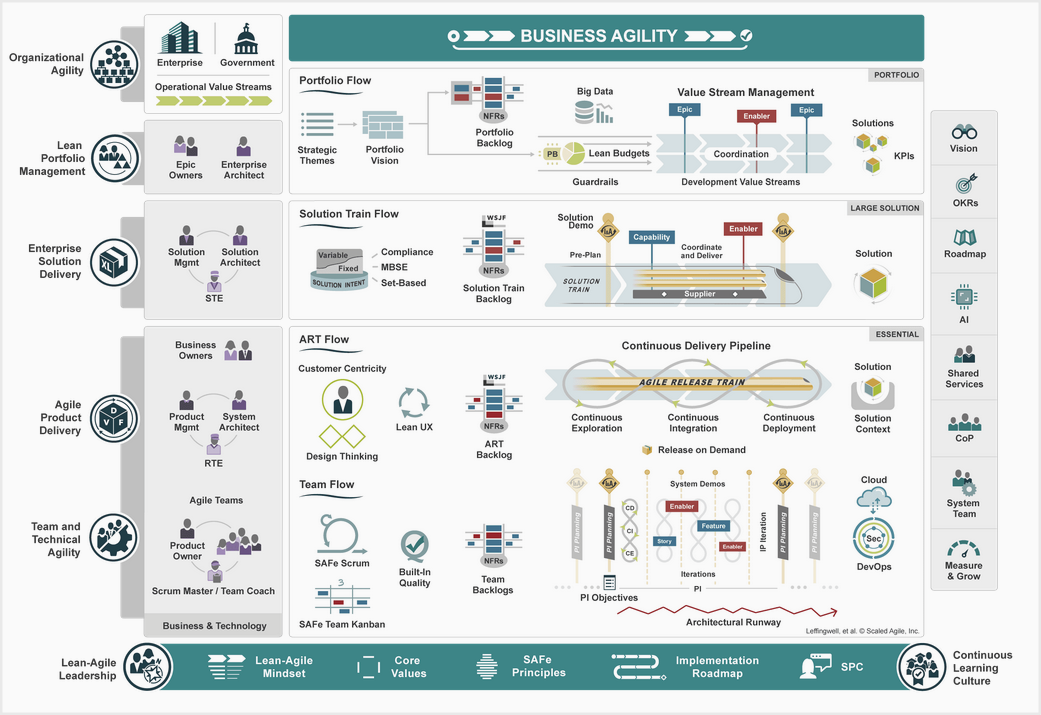 BUSINESS AGILITY
Organizational
Agility
Enterprise
Government
Operational Value Streams
Lean
Portfolio
Management
Epic
Owners
Enterprise
Architect
Enterprise
Solution
Delivery
XL
Solution
Mgmt
Solution
Architect
STE
Agile
Product
Delivery
D
V
F
Business
Owners
Product
Mgmt
System
Architect
RTE
Team and
Technical
Agility
Agile Teams
Product
Owner
Scrum Master / Team Coach
Business & Technology
PORTFOLIO
Portfolio Flow
Strategic
Themes
Portfolio
Vision
NFRs
Portfolio
Backlog
Big Data
PB
Lean Budgets
Guardrails
Value Stream Management
Epic
Enabler
Epic
Coordination
Development Value Streams
Solutions
KPIs
LARGE SOLUTION
Solution Train Flow
Variable
Fixed
SOLUTION INTENT
Compliance
MBSE
Set-Based
WSJF
NFRs
Solution Train
Backlog
Solution
Demo
I&A
Pre-Plan
Capability
Coordinate
and Deliver
Enabler
I&A
SOLUTION
TRAIN
Supplier
Solution
ESSENTIAL
ART Flow
Customer Centricity
Design Thinking
Lean UX
WSJF
NFRs
ART
Backlog
Continuous Delivery Pipeline
AGILE RELEASE TRAIN
Continuous
Exploration
Continuous
Integration
Continuous
Deployment
Release on Demand
Solution
Solution
Context
Team Flow
SAFe Scrum
3
SAFe Team Kanban
Built-In
Quality
NFRs
Team
Backlogs
I&A
I&A
I&A
I&A
PI Planning
PI Planning
CD
CI
CE
System Demos
Enabler
Story
Feature
Enabler
Iterations
IP Iteration
PI Planning
PI Planning
PI
PI Objectives
Architectural Runway
Cloud
Sec
DevOps
Leffingwell, et al. © Scaled Agile, Inc.
Vision
OKRs
Roadmap
AI
Shared
Services
CoP
System
Team
Measure
& Grow
Lean-Agile
Leadership
Lean-Agile
Mindset
Core
Values
SAFe
Principles
Implementation
Roadmap
SPC
Continuous
Learning
Culture